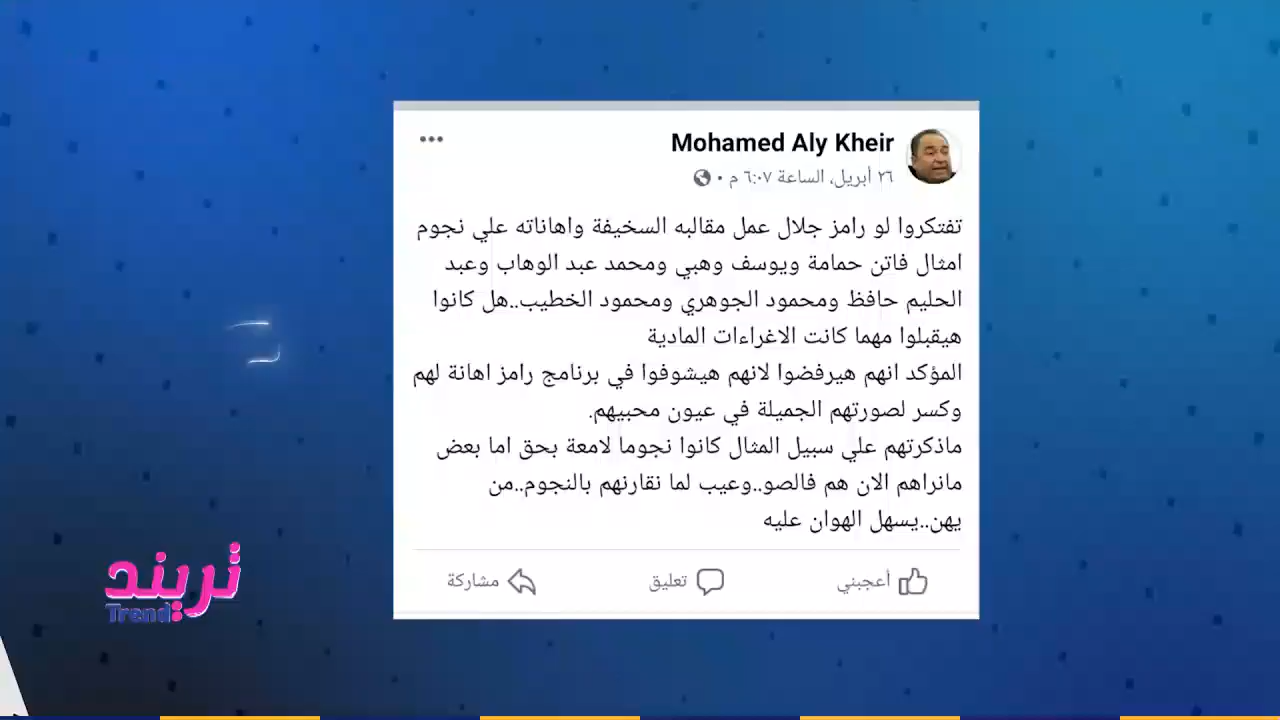 Mohamed Aly Kheir
٢٦ أبريل، الساعة ٦:٠٧ م
تفتكروا لو رامز جلال عمل مقالبه السخيفة واهاناته علي نجوم
امثال فاتن حمامة ويوسف وهبي ومحمد عبد الوهاب وعبد
الحليم حافظ ومحمود الجوهري ومحمود الخطيب..هل كانوا
هيقبلوا مهما كانت الاغراءات المادية
المؤكد انهم هيرفضوا لانهم هيشوفوا في برنامج رامز اهانة لهم
وكسر لصورتهم الجميلة في عيون محبيهم.
ماذكرتهم علي سبيل المثال كانوا نجوما لامعة بحق اما بعض
مانراهم الان هم فالصو..وعيب لما نقارنهم بالنجوم..من
يهن..يسهل الهوان عليه
أعجبني تعليق مشاركة
تريند
Trend